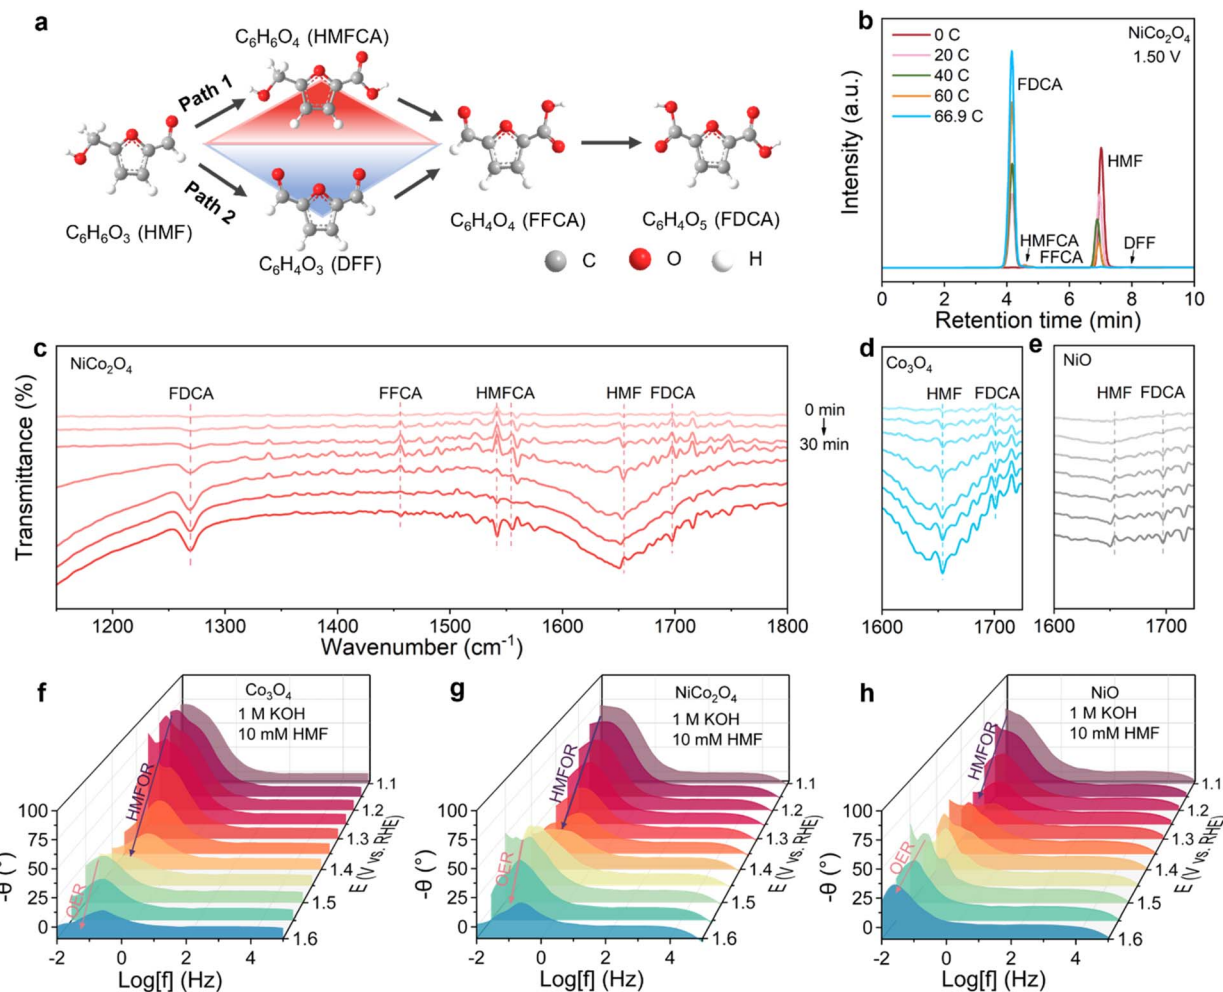 a
C₆H₆O₄ (HMFCA)
Path 1
Path 2
C₆H₆O₃ (HMF)
C₆H₄O₃ (DFF)
C₆H₄O₄ (FFCA)
C₆H₄O₅ (FDCA)
C
O
H
b
NiCo₂O₄
1.50 V
0 C
20 C
40 C
60 C
66.9 C
FDCA
HMF
HMFCA
FFCA
DFF
Intensity (a.u.)
0 2 4 6 8 10
Retention time (min)
c
NiCo₂O₄
FDCA
FFCA
HMFCA
HMF
FDCA
0 min
30 min
Transmittance (%)
1200 1300 1400 1500 1600 1700 1800
Wavenumber (cm⁻¹)
d
Co₃O₄
HMF
FDCA
1600 1700
e
NiO
HMF
FDCA
1600 1700
f
Co₃O₄
1 M KOH
10 mM HMF
HMFOR
OER
100
75
50
25
0
-θ (°)
-2 0 2 4
Log[f] (Hz)
1.1
1.2
1.3
1.4
1.5
1.6
E (V vs. RHE)
g
NiCo₂O₄
1 M KOH
10 mM HMF
HMFOR
OER
100
75
50
25
0
-θ (°)
-2 0 2 4
Log[f] (Hz)
1.1
1.2
1.3
1.4
1.5
1.6
E (V vs. RHE)
h
NiO
1 M KOH
10 mM HMF
HMFOR
OER
100
75
50
25
0
-θ (°)
-2 0 2 4
Log[f] (Hz)
1.1
1.2
1.3
1.4
1.5
1.6
E (V vs. RHE)